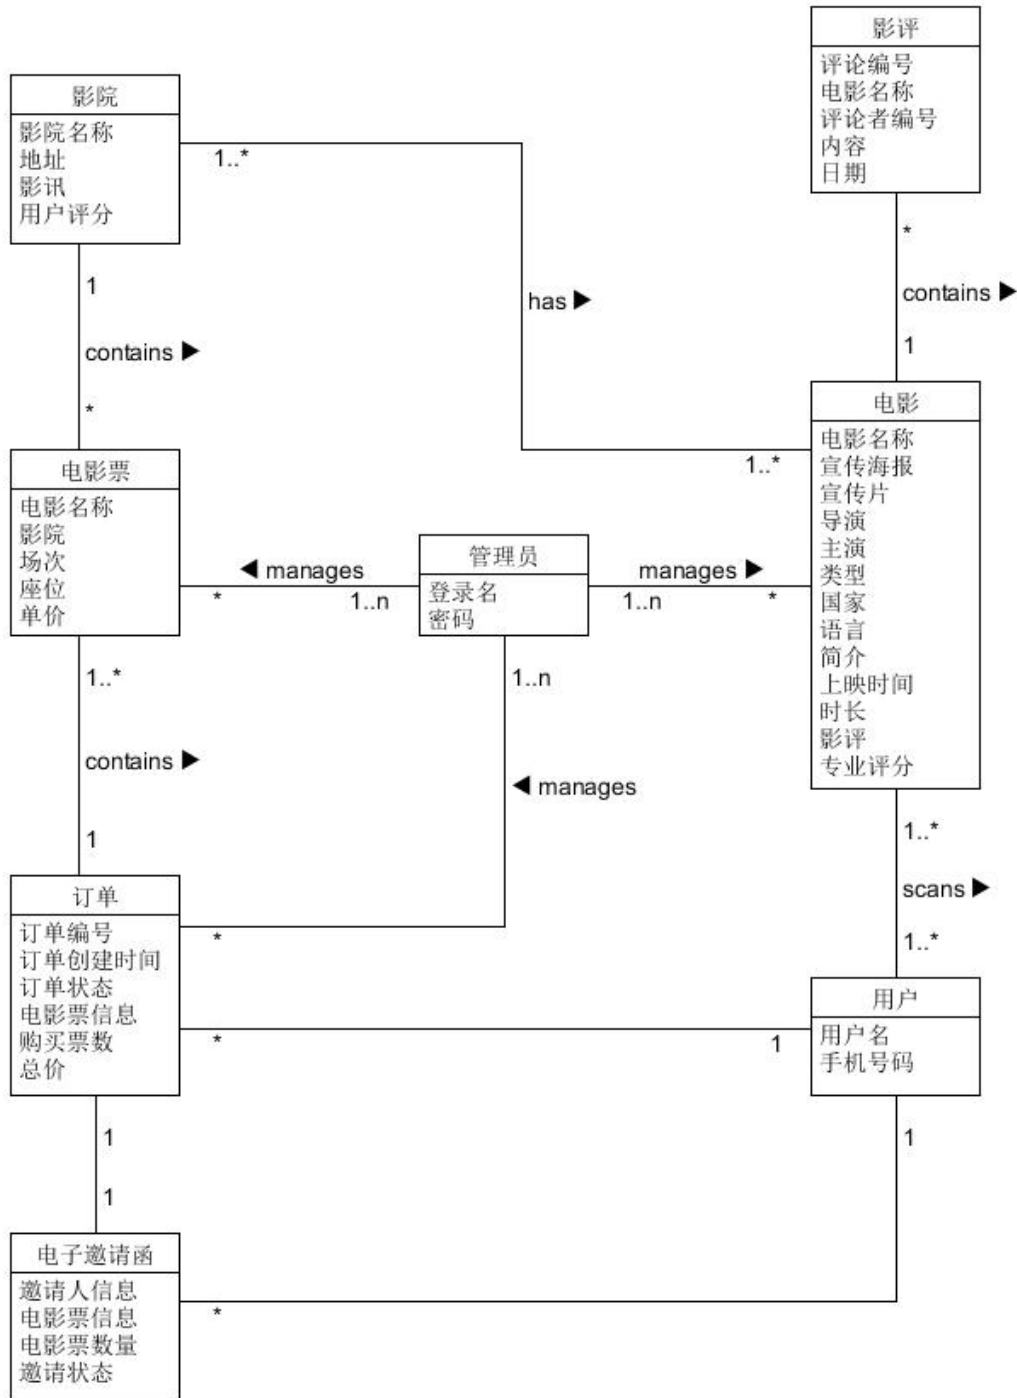 影评
评论编号
电影名称
评论者编号
内容
日期
影院
影院名称
地址
影讯
用户评分
1..*
*
1
has ▶
contains ▶
contains ▶
1
*
1..*
电影
电影名称
宣传海报
宣传片
导演
主演
类型
国家
语言
简介
上映时间
时长
影评
专业评分
电影票
电影名称
影院
场次
座位
单价
管理员
登录名
密码
◀ manages
*
1..n
manages ▶
1..n
*
1..*
1..n
contains ▶
◀ manages
1
1..*
scans ▶
1..*
订单
订单编号
订单创建时间
订单状态
电影票信息
购买票数
总价
*
*
1
用户
用户名
手机号码
1
1
1
电子邀请函
邀请人信息
电影票信息
电影票数量
邀请状态
*